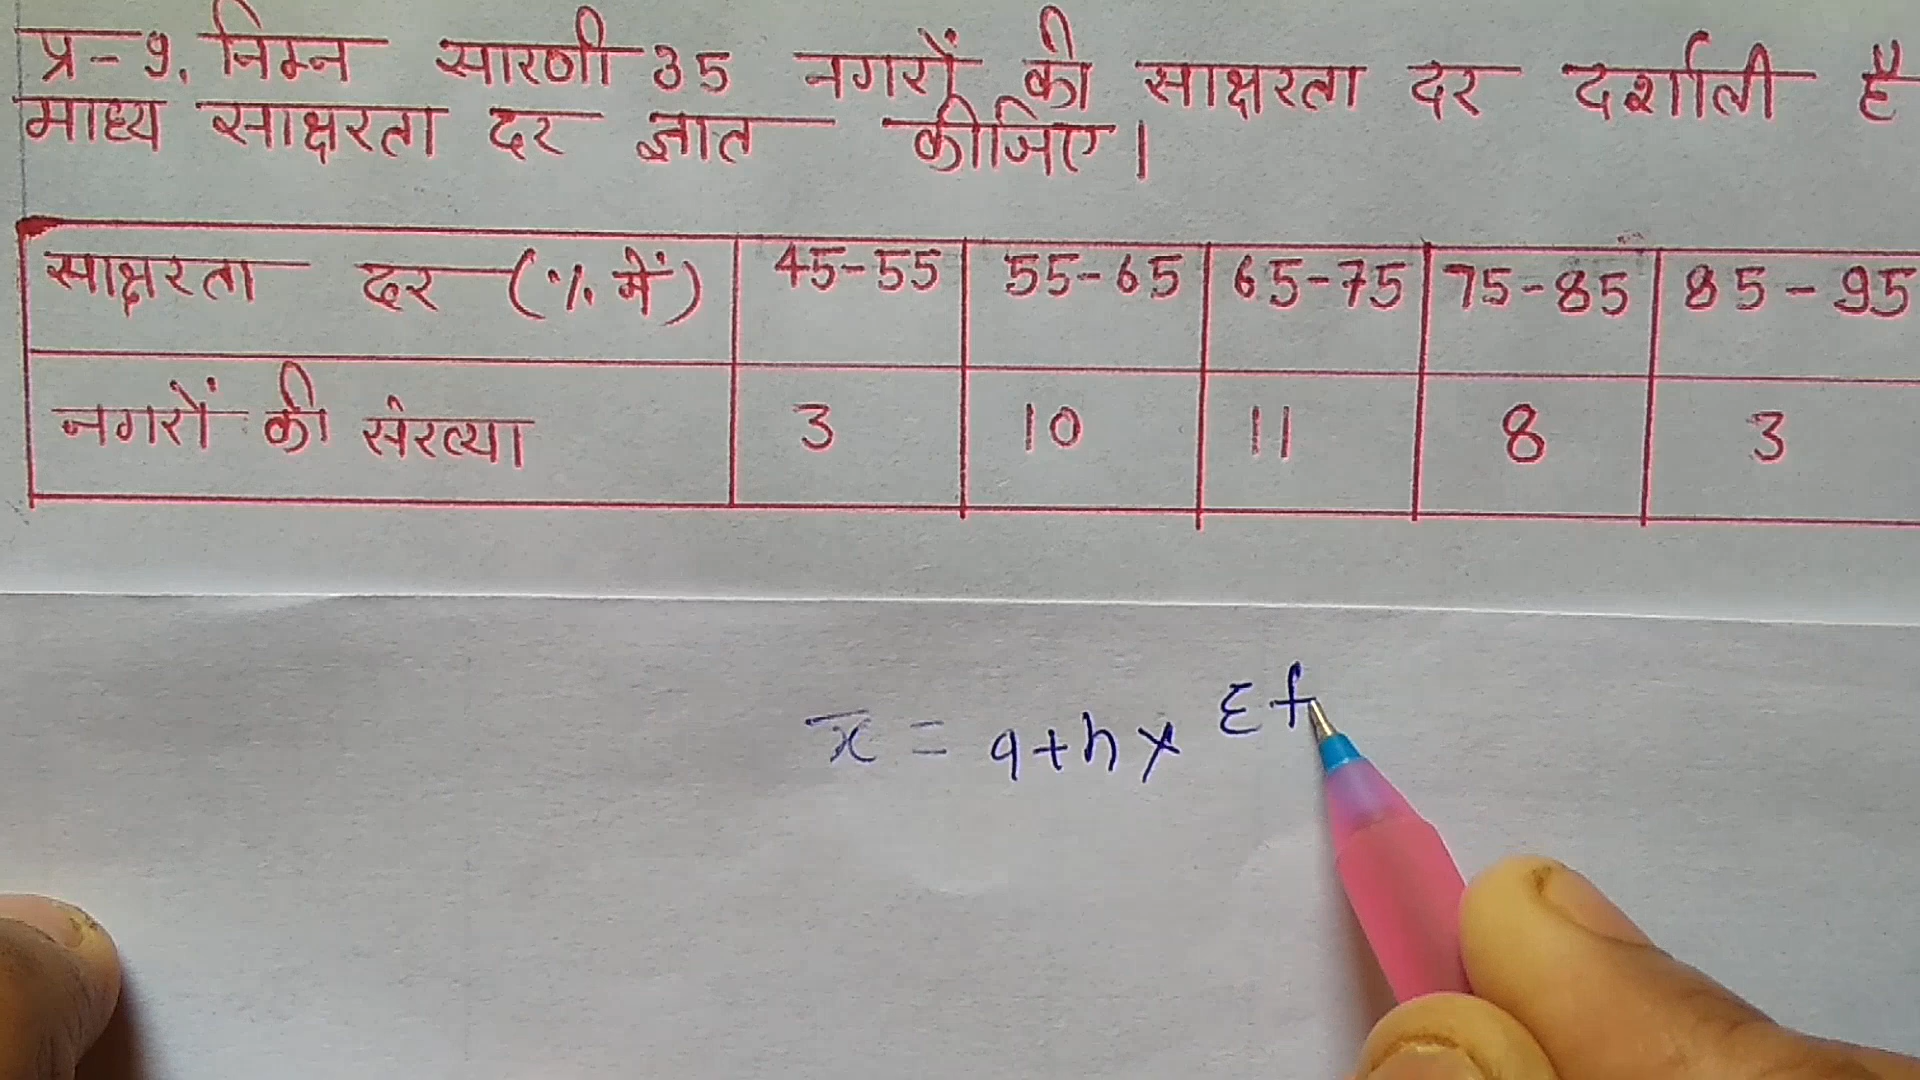 प्र-9. निम्न सारणी 35 नगरों की साक्षरता दर दर्शाती है
माध्य साक्षरता दर ज्ञात कीजिए।
साक्षरता दर (% में) 45-55 55-65 65-75 75-85 85-95
नगरों की संख्या 3 10 11 8 3
x̄ = a+h× Σf